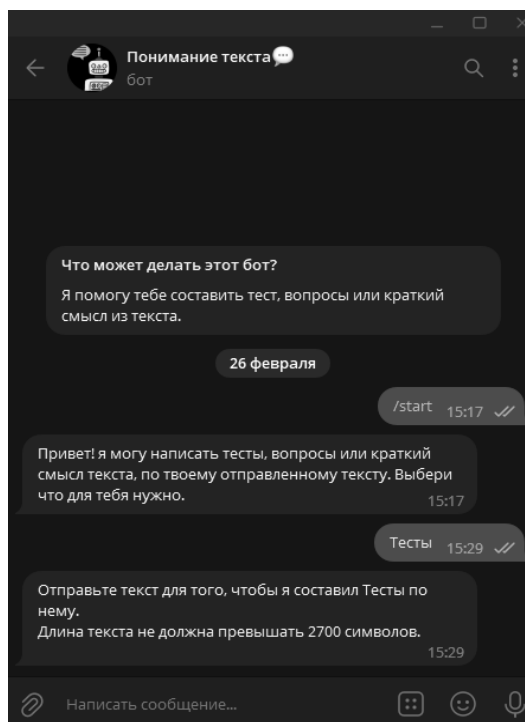 Понимание текста💬
бот
Что может делать этот бот?
Я помогу тебе составить тест, вопросы или краткий
смысл из текста.
26 февраля
/start 15:17
Привет! я могу написать тесты, вопросы или краткий
смысл текста, по твоему отправленному тексту. Выбери
что для тебя нужно.
15:17
Тесты 15:29
Отправьте текст для того, чтобы я составил Тесты по
нему.
Длина текста не должна превышать 2700 символов.
15:29
Написать сообщение...